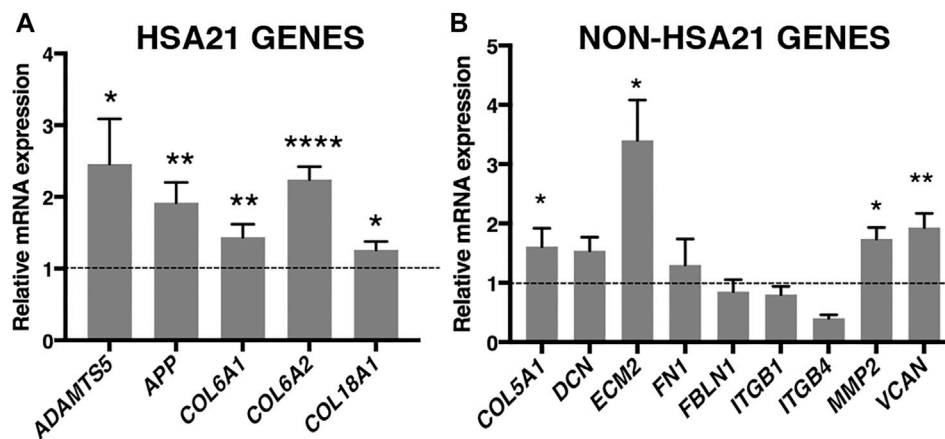 A
HSA21 GENES
Relative mRNA expression
4
3
2
1
0
*
**
**
****
*
ADAMTS5
APP
COL6A1
COL6A2
COL18A1
B
NON-HSA21 GENES
Relative mRNA expression
5
4
3
2
1
0
*
*
*
**
COL5A1
DCN
ECM2
FN1
FBLN1
ITGB1
ITGB4
MMP2
VCAN